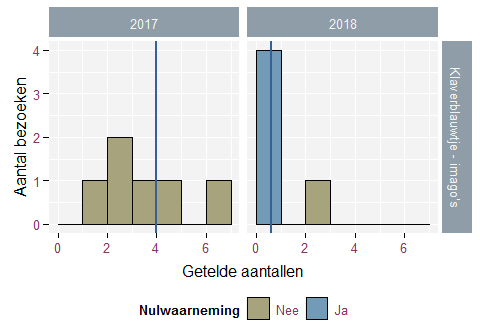 2017 2018
Klaverblauwtje - imago's
Aantal bezoeken
4
3
2
1
0
0 2 4 6 0 2 4 6
Getelde aantallen
Nulwaarneming Nee Ja